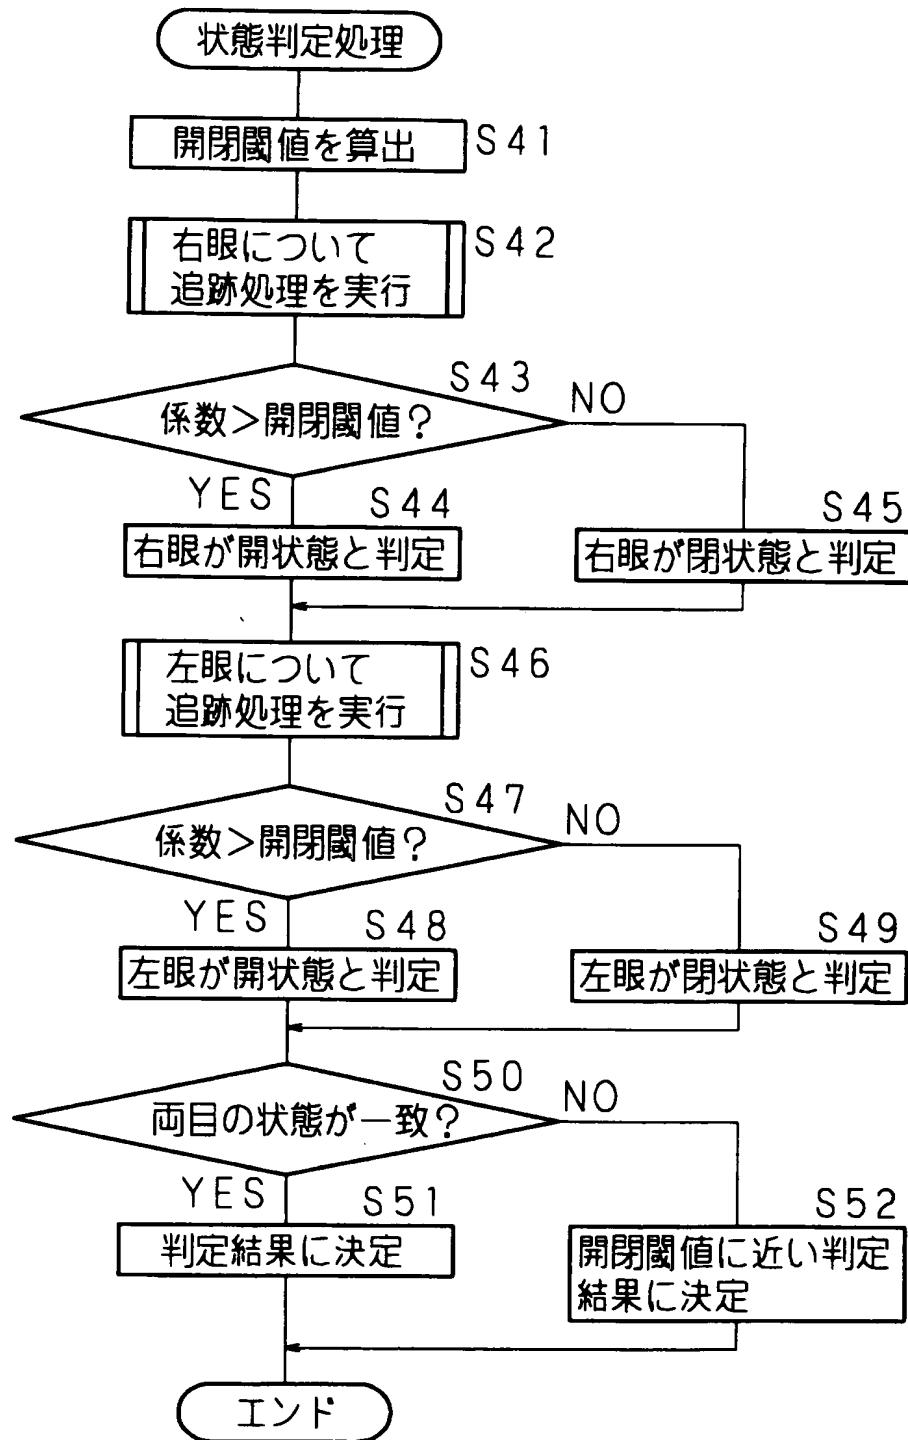 状態判定処理
開閉閾値を算出
S41
右眼について
追跡処理を実行
S42
S43
係数＞開閉閾値？
NO
YES
S44
S45
右眼が開状態と判定
右眼が閉状態と判定
左眼について
追跡処理を実行
S46
S47
係数＞開閉閾値？
NO
YES
S48
S49
左眼が開状態と判定
左眼が閉状態と判定
S50
両目の状態が一致？
NO
YES
S51
S52
判定結果に決定
開閉閾値に近い判定
結果に決定
エンド